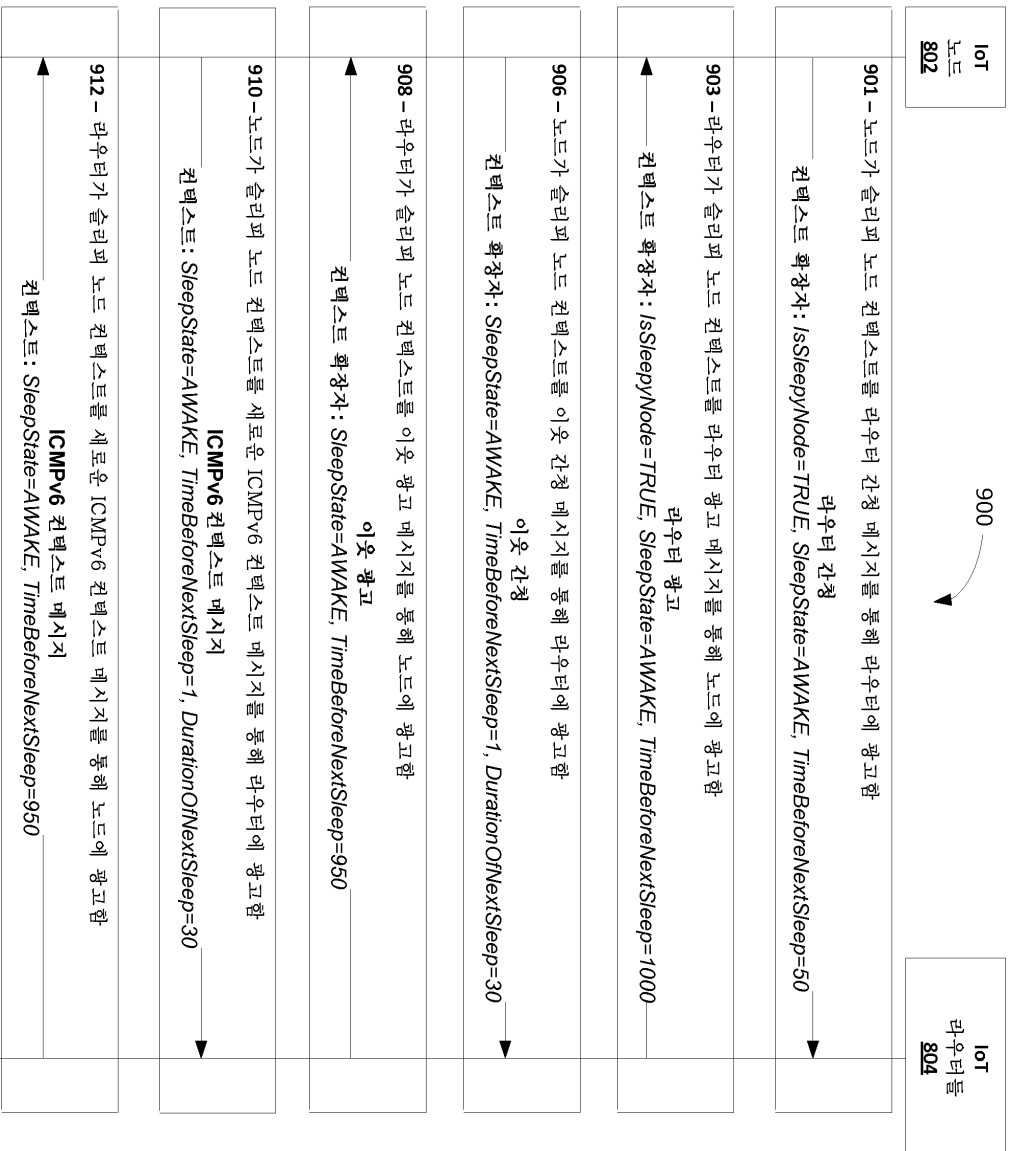 900
IoT
노드
802
IoT
라우터들
804
901 – 노드가 슬리피 노드 컨텍스트를 라우터 간청 메시지를 통해 라우터에 광고함
라우터 간청
컨텍스트 확장자: IsSleepyNode=TRUE, SleepState=AWAKE, TimeBeforeNextSleep=50
903 –라우터가 슬리피 노드 컨텍스트를 라우터 광고 메시지를 통해 노드에 광고함
라우터 광고
컨텍스트 확장자: IsSleepyNode=TRUE, SleepState=AWAKE, TimeBeforeNextSleep=1000
906 – 노드가 슬리피 노드 컨텍스트를 이웃 간청 메시지를 통해 라우터에 광고함
이웃 간청
컨텍스트 확장자: SleepState=AWAKE, TimeBeforeNextSleep=1, DurationOfNextSleep=30
908 – 라우터가 슬리피 노드 컨텍스트를 이웃 광고 메시지를 통해 노드에 광고함
이웃 광고
컨텍스트 확장자: SleepState=AWAKE, TimeBeforeNextSleep=950
910 –노드가 슬리피 노드 컨텍스트를 새로운 ICMPv6 컨텍스트 메시지를 통해 라우터에 광고함
ICMPv6 컨텍스트 메시지
컨텍스트: SleepState=AWAKE, TimeBeforeNextSleep=1, DurationOfNextSleep=30
912 – 라우터가 슬리피 노드 컨텍스트를 새로운 ICMPv6 컨텍스트 메시지를 통해 노드에 광고함
ICMPv6 컨텍스트 메시지
컨텍스트: SleepState=AWAKE, TimeBeforeNextSleep=950